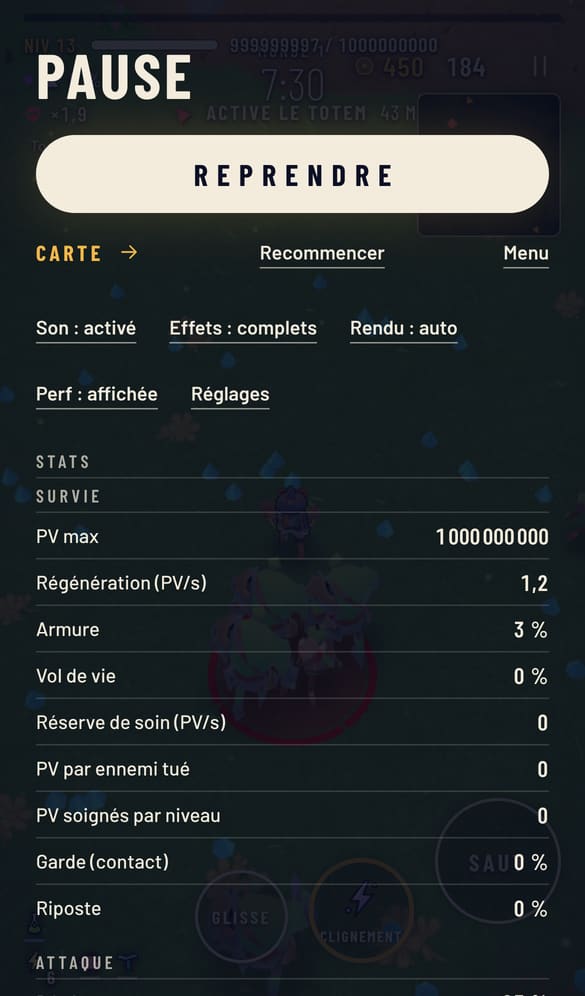 NIV 13
999999997 / 1000000000
PAUSE
7:30
450 184
×1,9
ACTIVE LE TOTEM 43 M
REPRENDRE
CARTE → Recommencer Menu
Son : activé Effets : complets Rendu : auto
Perf : affichée Réglages
STATS
SURVIE
PV max 1 000 000 000
Régénération (PV/s) 1,2
Armure 3 %
Vol de vie 0 %
Réserve de soin (PV/s) 0
PV par ennemi tué 0
PV soignés par niveau 0
Garde (contact) 0 %
SAU
Riposte 0 %
GLISSE
CLIGNEMENT
ATTAQUE
6